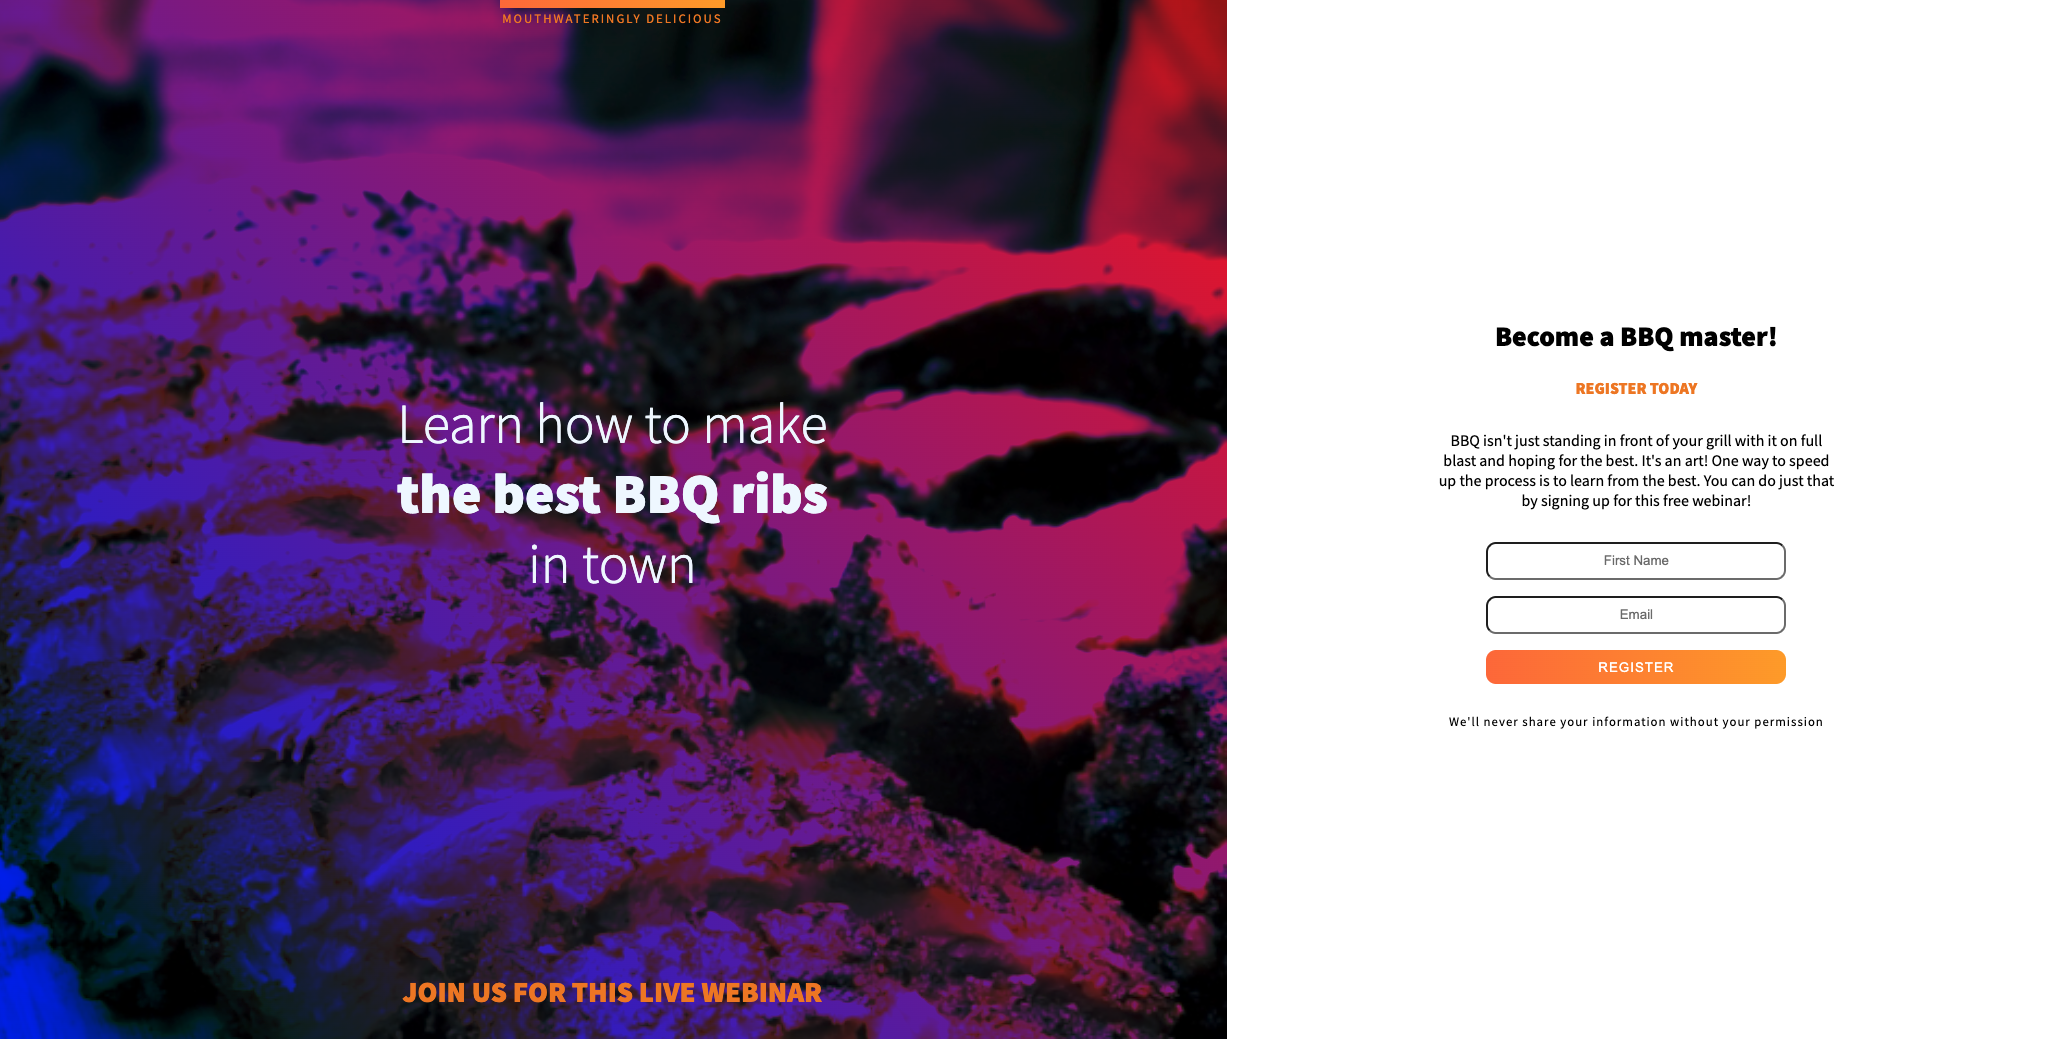 MOUTHWATERINGLY DELICIOUS
Learn how to make
the best BBQ ribs
in town
JOIN US FOR THIS LIVE WEBINAR
Become a BBQ master!
REGISTER TODAY
BBQ isn't just standing in front of your grill with it on full
blast and hoping for the best. It's an art! One way to speed
up the process is to learn from the best. You can do just that
by signing up for this free webinar!
First Name
Email
REGISTER
We'll never share your information without your permission